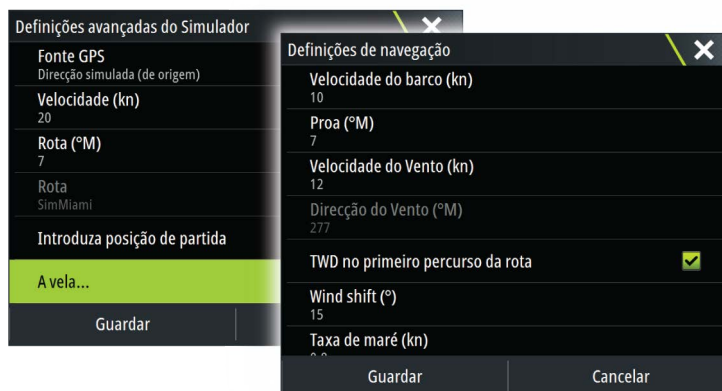 Definições avançadas do Simulador
Fonte GPS
Direcção simulada (de origem)
Velocidade (kn)
20
Rota (°M)
7
Rota
SimMiami
Introduza posição de partida
A vela...
Guardar
Definições de navegação
Velocidade do barco (kn)
10
Proa (°M)
7
Velocidade do Vento (kn)
12
Direcção do Vento (°M)
277
TWD no primeiro percurso da rota
Wind shift (°)
15
Taxa de maré (kn)
Guardar
Cancelar